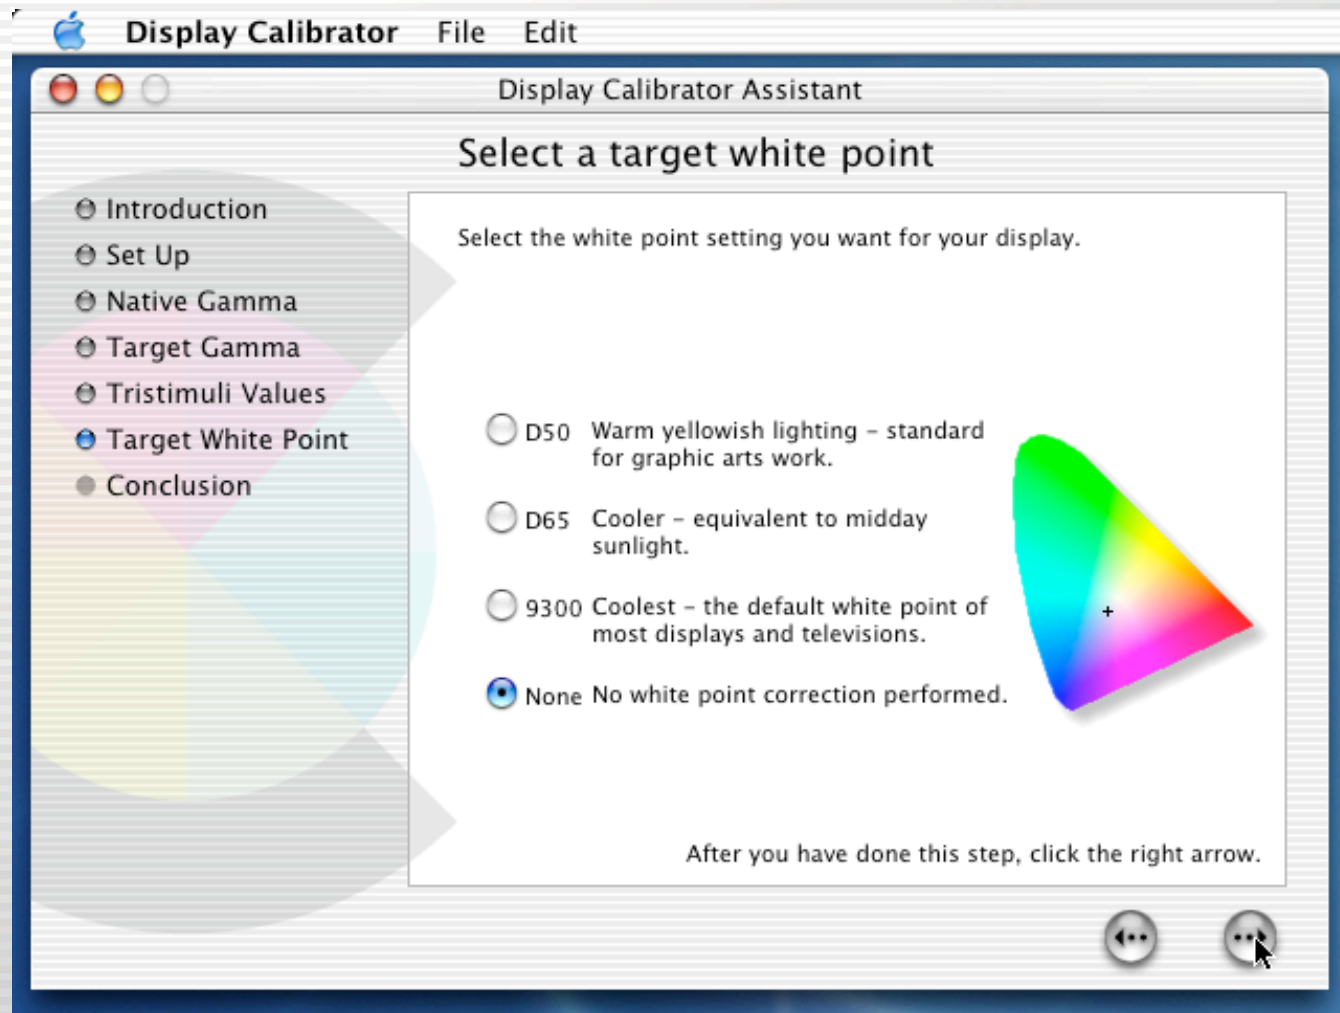 Display Calibrator File Edit
Display Calibrator Assistant
Select a target white point
Introduction
Set Up
Native Gamma
Target Gamma
Tristimuli Values
Target White Point
Conclusion
Select the white point setting you want for your display.
D50 Warm yellowish lighting – standard
for graphic arts work.
D65 Cooler – equivalent to midday
sunlight.
9300 Coolest – the default white point of
most displays and televisions.
None No white point correction performed.
After you have done this step, click the right arrow.